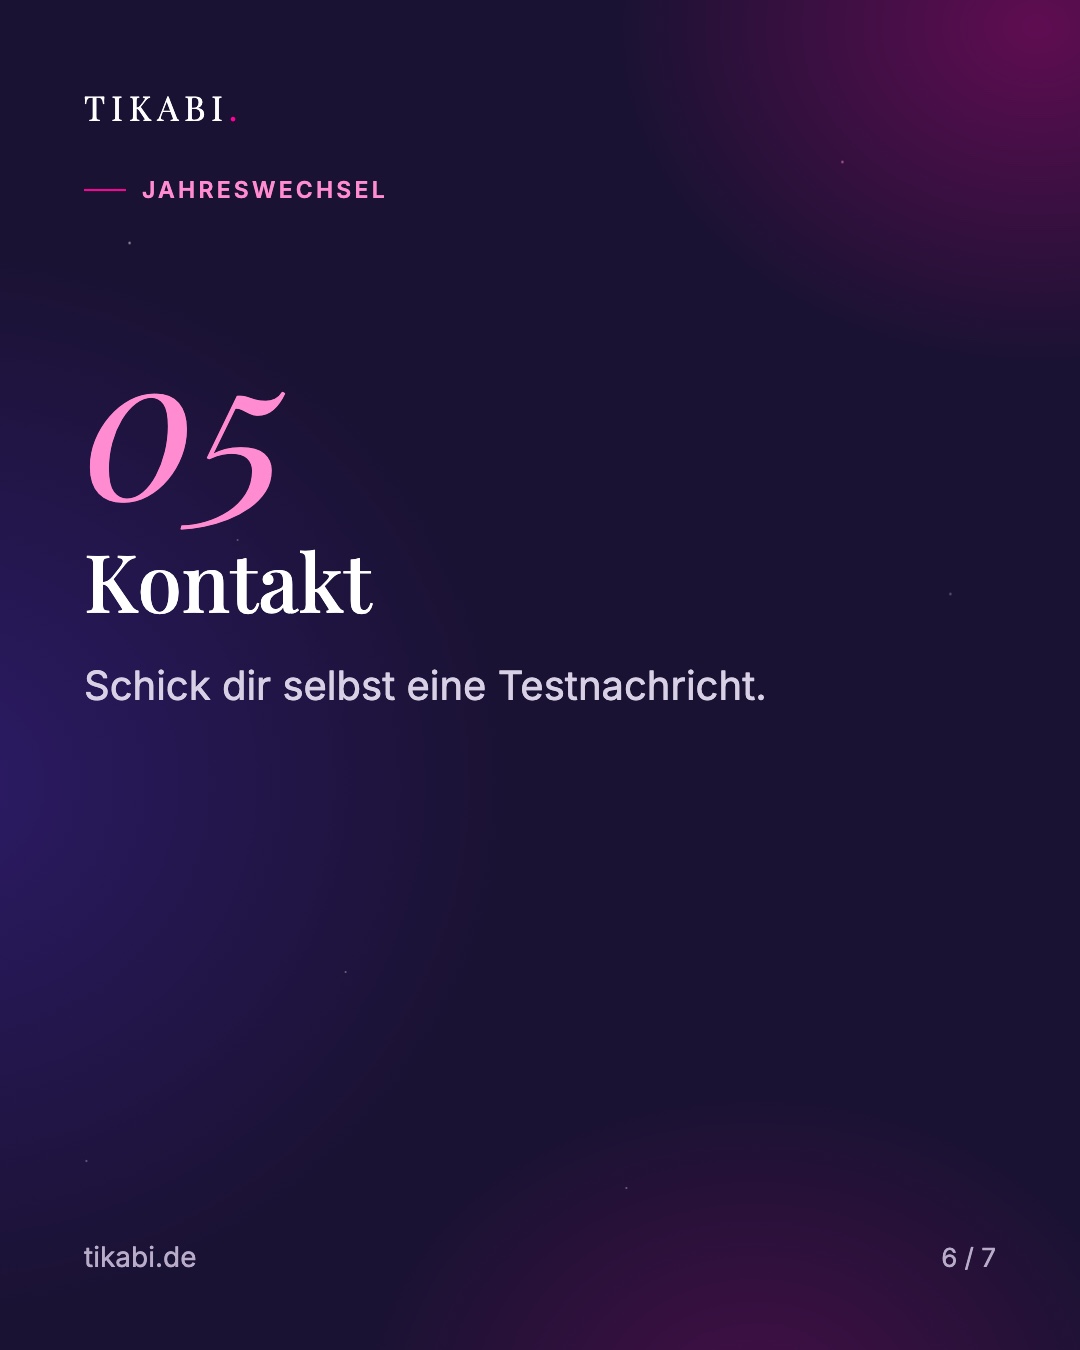 TIKABI.
JAHRESWECHSEL
05
Kontakt
Schick dir selbst eine Testnachricht.
tikabi.de
6 / 7